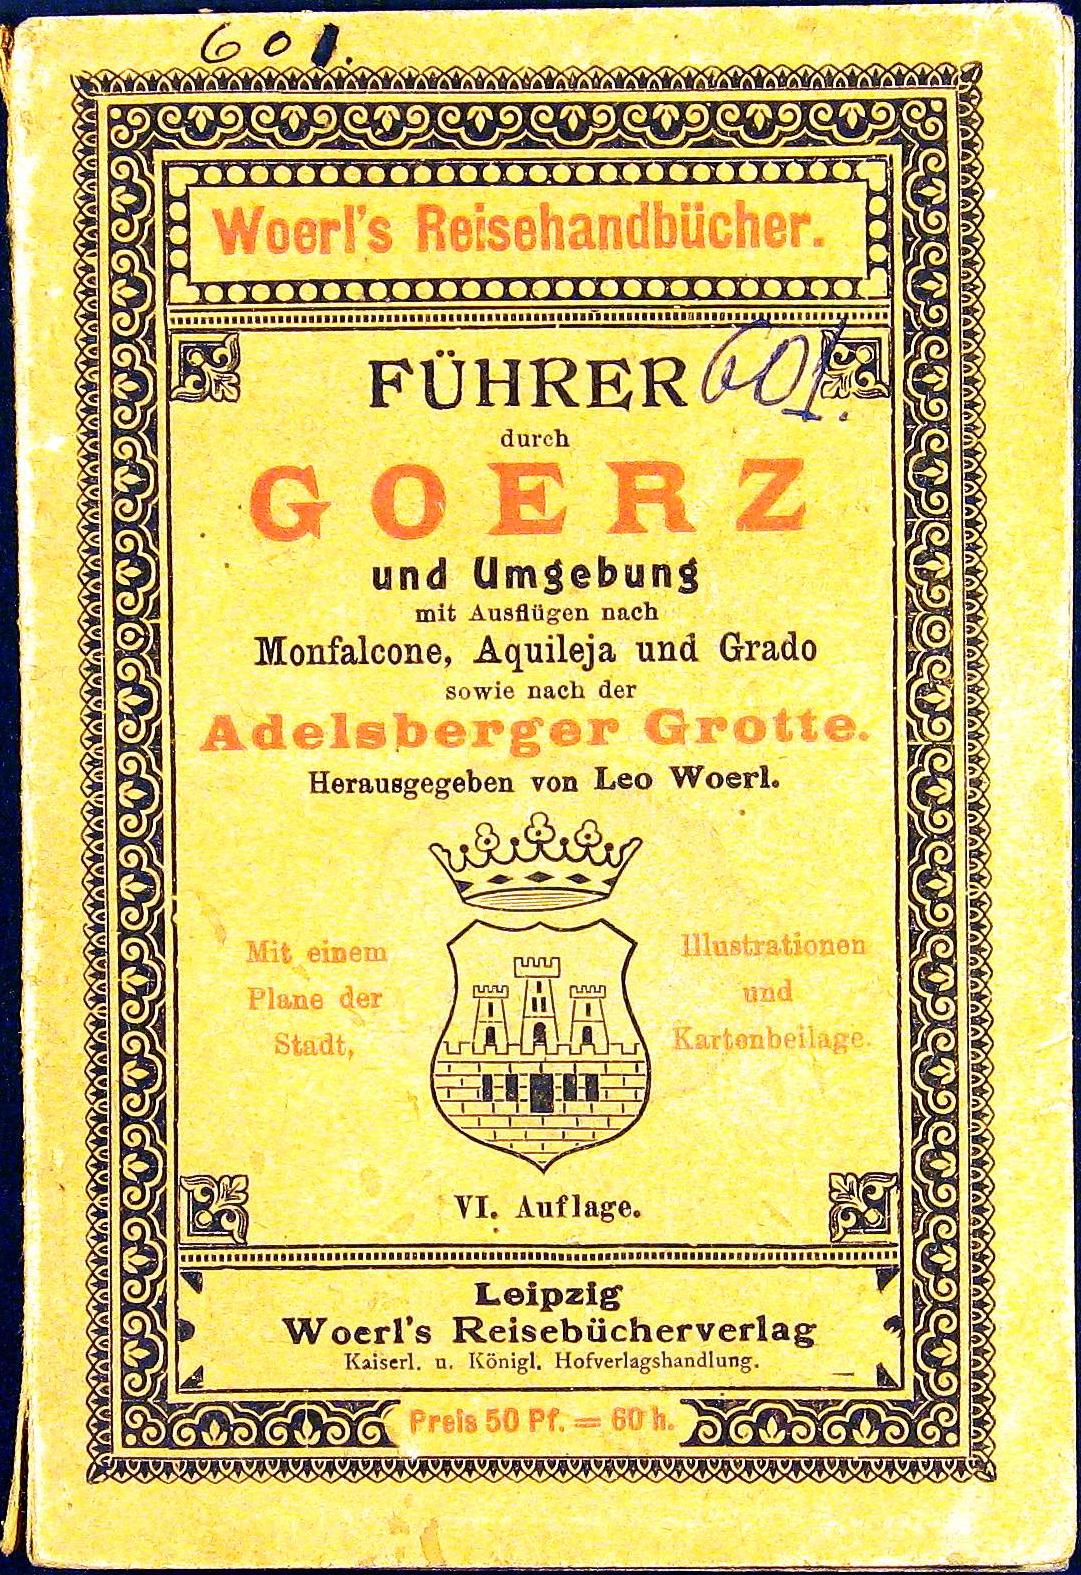 601.
Woerl's Reisehandbücher.
FÜHRER 601.
durch
GOERZ
und Umgebung
mit Ausflügen nach
Monfalcone, Aquileja und Grado
sowie nach der
Adelsberger Grotte.
Herausgegeben von Leo Woerl.
Mit einem
Plane der
Stadt,
Illustrationen
und
Kartenbeilage.
VI. Auflage.
Leipzig
Woerl's Reisebücherverlag
Kaiserl. u. Königl. Hofverlagshandlung.
Preis 50 Pf. = 60 h.